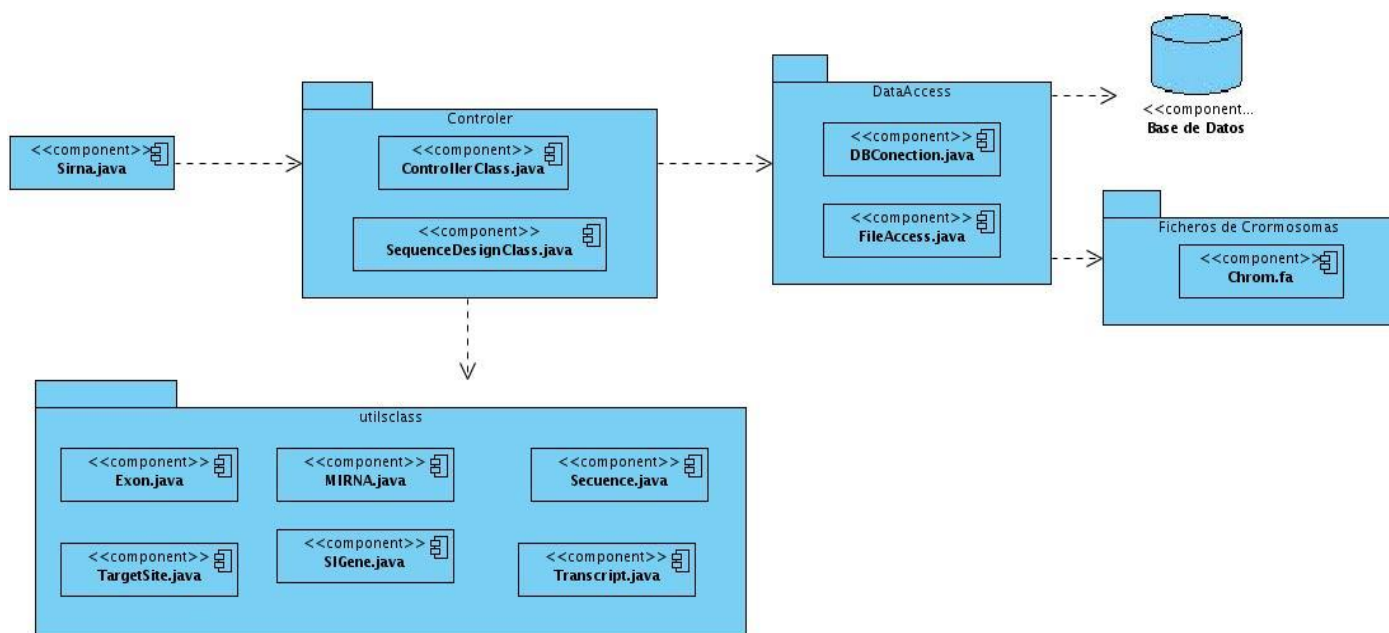 <<component>>
Sirna.java
Controler
<<component>>
ControllerClass.java
<<component>>
SequenceDesignClass.java
DataAccess
<<component>>
DBConection.java
<<component>>
FileAccess.java
<<component...
Base de Datos
Ficheros de Crormosomas
<<component>>
Chrom.fa
utilsclass
<<component>>
Exon.java
<<component>>
MIRNA.java
<<component>>
Secuence.java
<<component>>
TargetSite.java
<<component>>
SIGene.java
<<component>>
Transcript.java